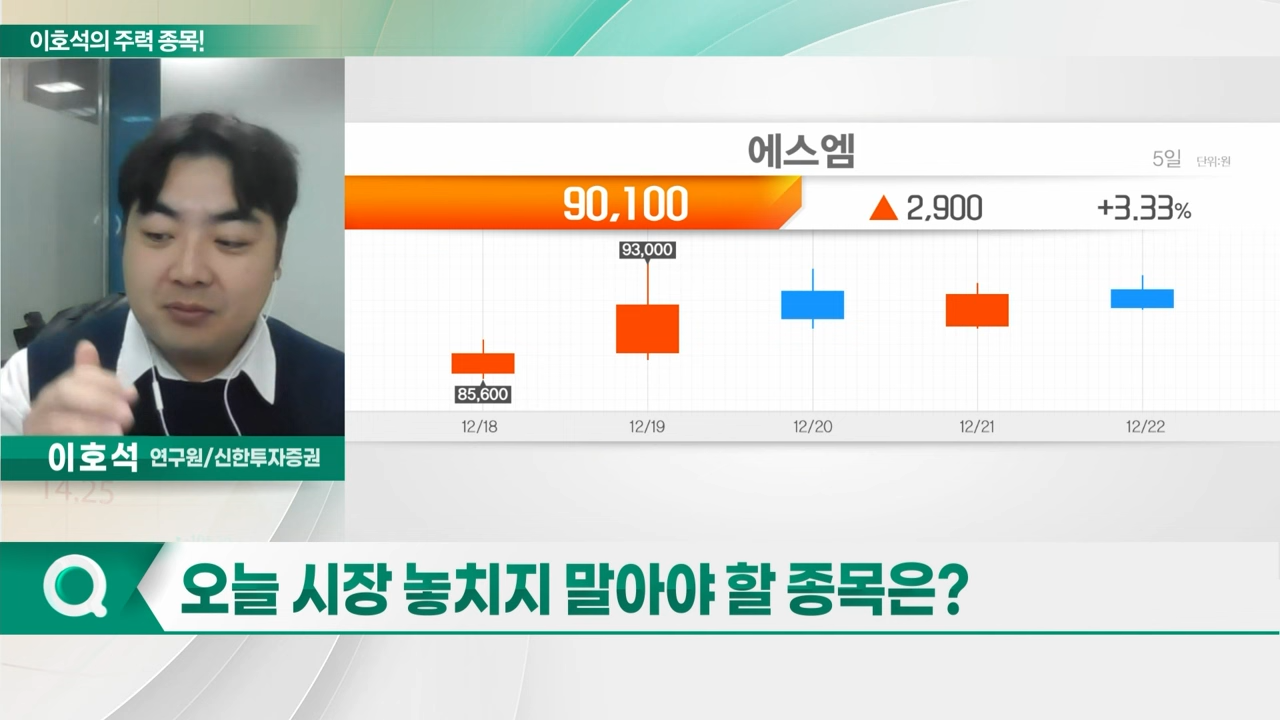 이호석의 주력 종목!
에스엠
5일 단위:원
90,100 ▲ 2,900 +3.33%
93,000
85,600
12/18 12/19 12/20 12/21 12/22
이호석 연구원/신한투자증권
14.25
Q 오늘 시장 놓치지 말아야 할 종목은?